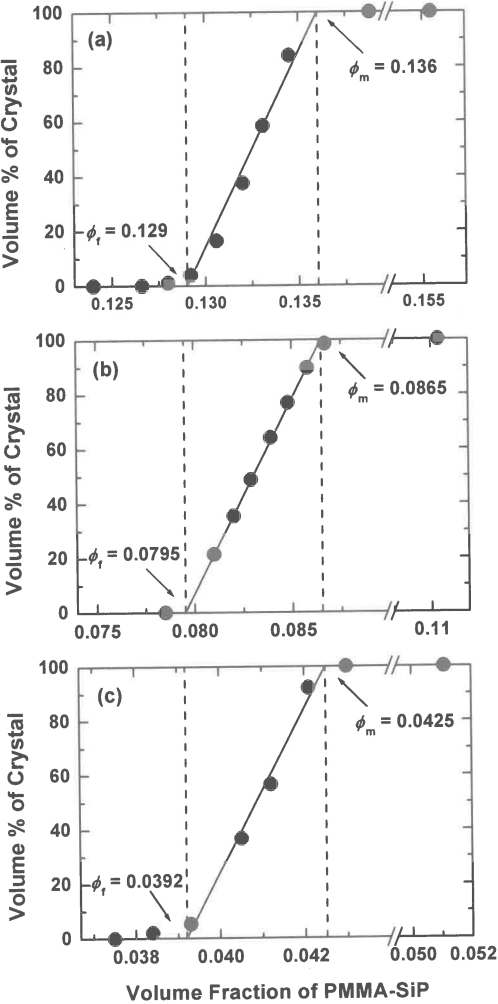 Volume % of Crystal
100
80
60
40
20
0
(a)
ϕm = 0.136
ϕf = 0.129
0.125
0.130
0.135
0.155
Volume % of Crystal
100
80
60
40
20
0
(b)
ϕm = 0.0865
ϕf = 0.0795
0.075
0.080
0.085
0.11
Volume % of Crystal
100
80
60
40
20
0
(c)
ϕm = 0.0425
ϕf = 0.0392
0.038
0.040
0.042
0.050
0.052
Volume Fraction of PMMA-SiP